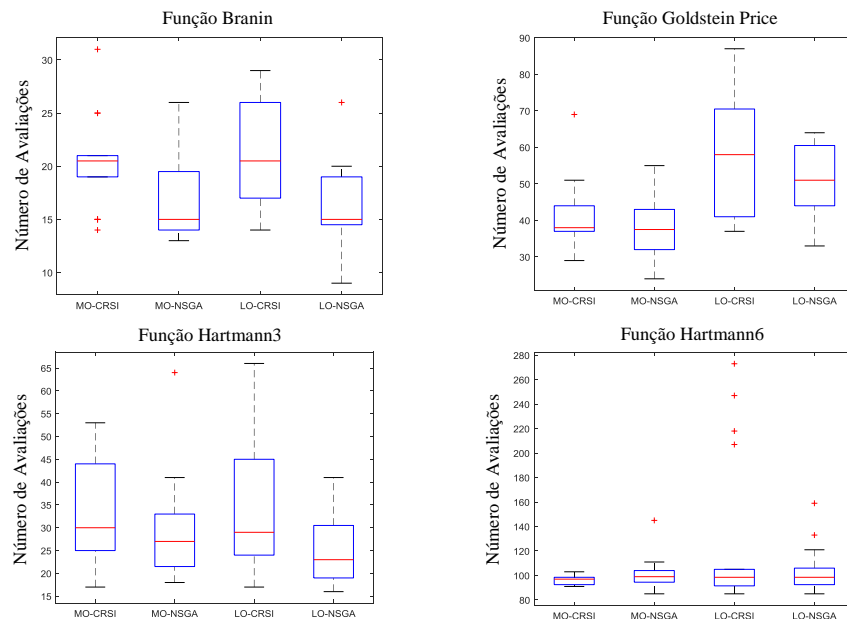 Função Branin
Número de Avaliações
30
25
20
15
10
MO-CRSI MO-NSGA LO-CRSI LO-NSGA
Função Goldstein Price
Número de Avaliações
90
80
70
60
50
40
30
MO-CRSI MO-NSGA LO-CRSI LO-NSGA
Função Hartmann3
Número de Avaliações
65
60
55
50
45
40
35
30
25
20
15
MO-CRSI MO-NSGA LO-CRSI LO-NSGA
Função Hartmann6
Número de Avaliações
280
260
240
220
200
180
160
140
120
100
80
MO-CRSI MO-NSGA LO-CRSI LO-NSGA